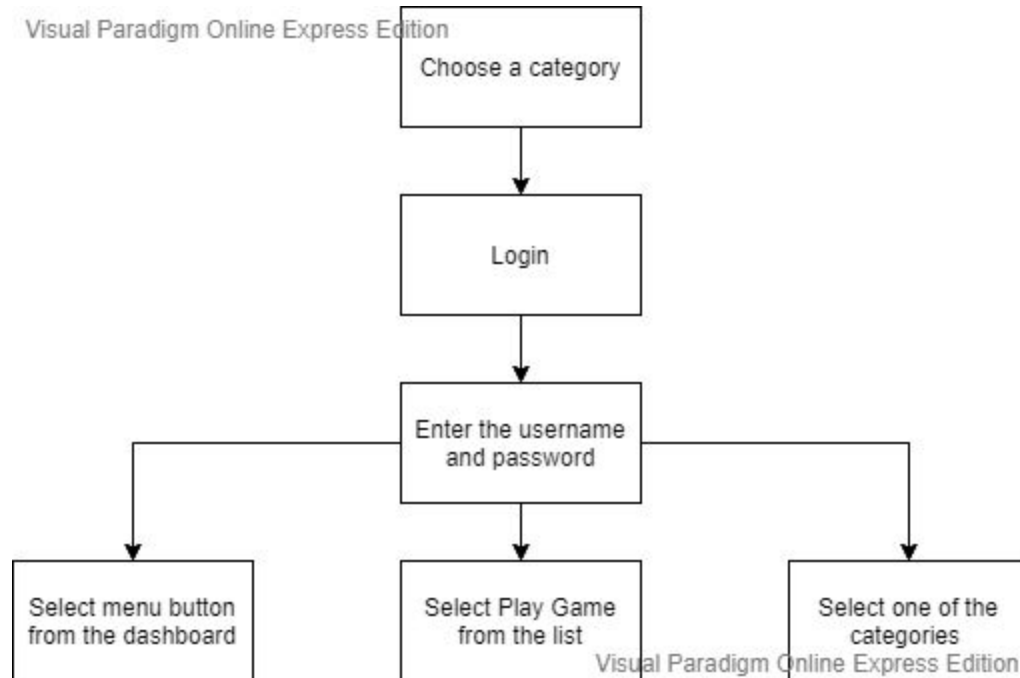 Visual Paradigm Online Express Edition
Choose a category
Login
Enter the username
and password
Select menu button
from the dashboard
Select Play Game
from the list
Select one of the
categories
Visual Paradigm Online Express Edition